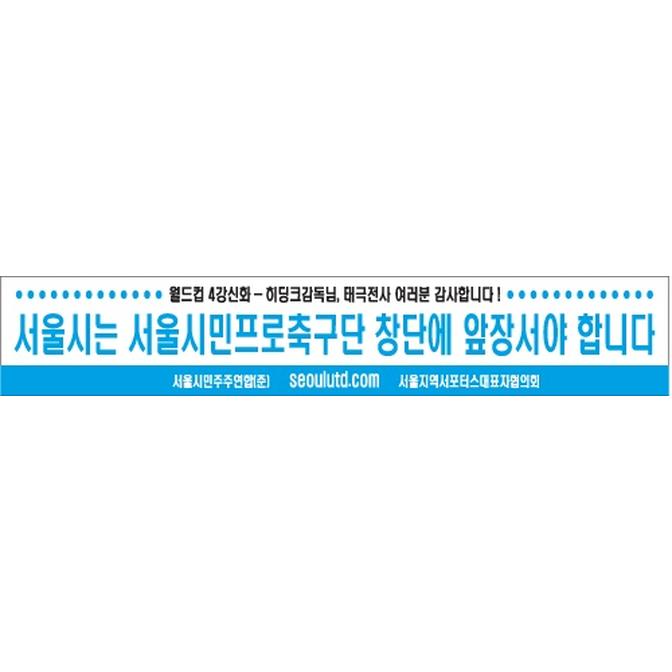 월드컵 4강신화 - 히딩크감독님, 태극전사 여러분 감사합니다!
서울시는 서울시민프로축구단 창단에 앞장서야 합니다
서울시민주주연합(준) seoulutd.com 서울지역서포터스대표자협의회